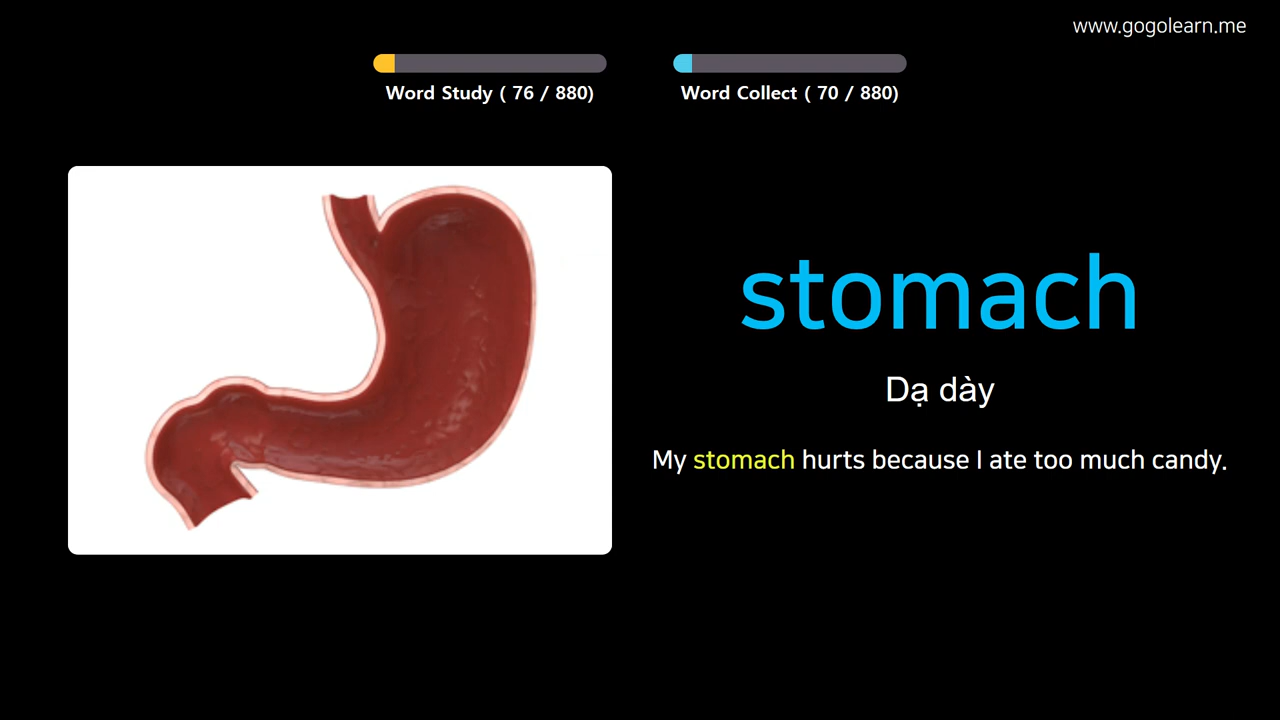 www.gogolearn.me
Word Study ( 76 / 880)
Word Collect ( 70 / 880)
stomach
Dạ dày
My stomach hurts because I ate too much candy.